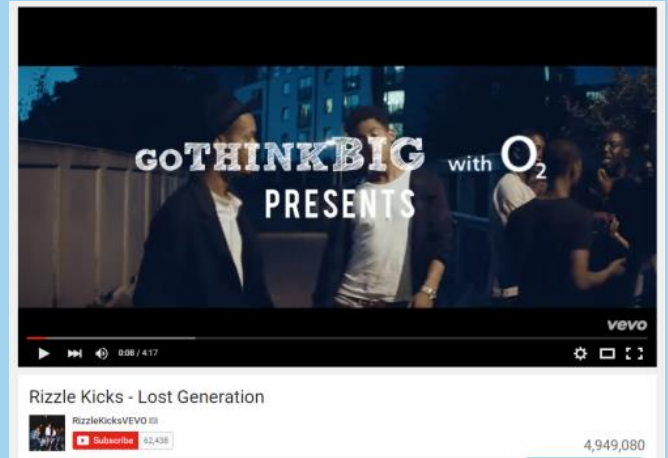 GOTHINKBIG with O2
PRESENTS
vevo
0:08 / 4:17
Rizzle Kicks - Lost Generation
RizzleKicksVEVO
Subscribe 62,438
4,949,080